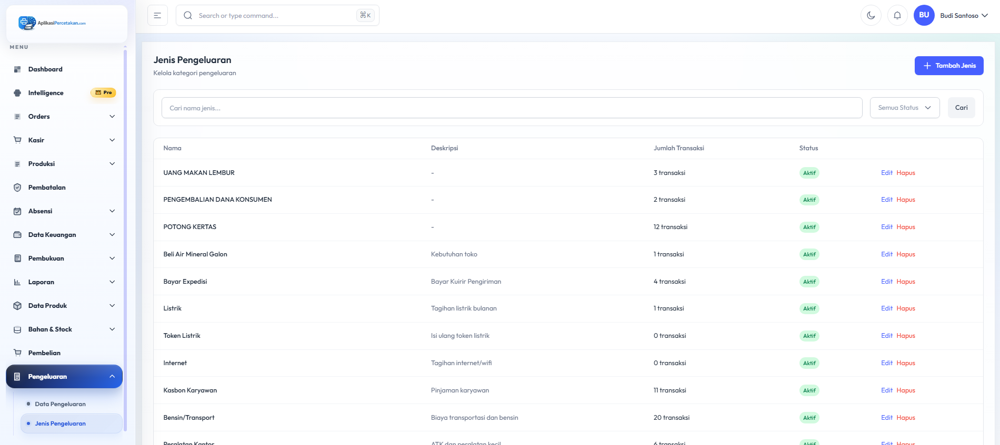 AplikasiPercetakan.com
Search or type command...
⌘K
BU
Budi Santoso
MENU
Dashboard
Intelligence
Pro
Orders
Kasir
Produksi
Pembatalan
Absensi
Data Keuangan
Pembukuan
Laporan
Data Produk
Bahan & Stock
Pembelian
Pengeluaran
Data Pengeluaran
Jenis Pengeluaran
Jenis Pengeluaran
Kelola kategori pengeluaran
Tambah Jenis
Cari nama jenis...
Semua Status
Cari
Nama Deskripsi Jumlah Transaksi Status
UANG MAKAN LEMBUR - 3 transaksi Aktif Edit Hapus
PENGEMBALIAN DANA KONSUMEN - 2 transaksi Aktif Edit Hapus
POTONG KERTAS - 12 transaksi Aktif Edit Hapus
Beli Air Mineral Galon Kebutuhan toko 1 transaksi Aktif Edit Hapus
Bayar Expedisi Bayar Kuirir Pengiriman 4 transaksi Aktif Edit Hapus
Listrik Tagihan listrik bulanan 1 transaksi Aktif Edit Hapus
Token Listrik Isi ulang token listrik 0 transaksi Aktif Edit Hapus
Internet Tagihan internet/wifi 0 transaksi Aktif Edit Hapus
Kasbon Karyawan Pinjaman karyawan 11 transaksi Aktif Edit Hapus
Bensin/Transport Biaya transportasi dan bensin 20 transaksi Aktif Edit Hapus
Peralatan Kantor ATK dan peralatan kecil 6 transaksi Aktif Edit Hapus